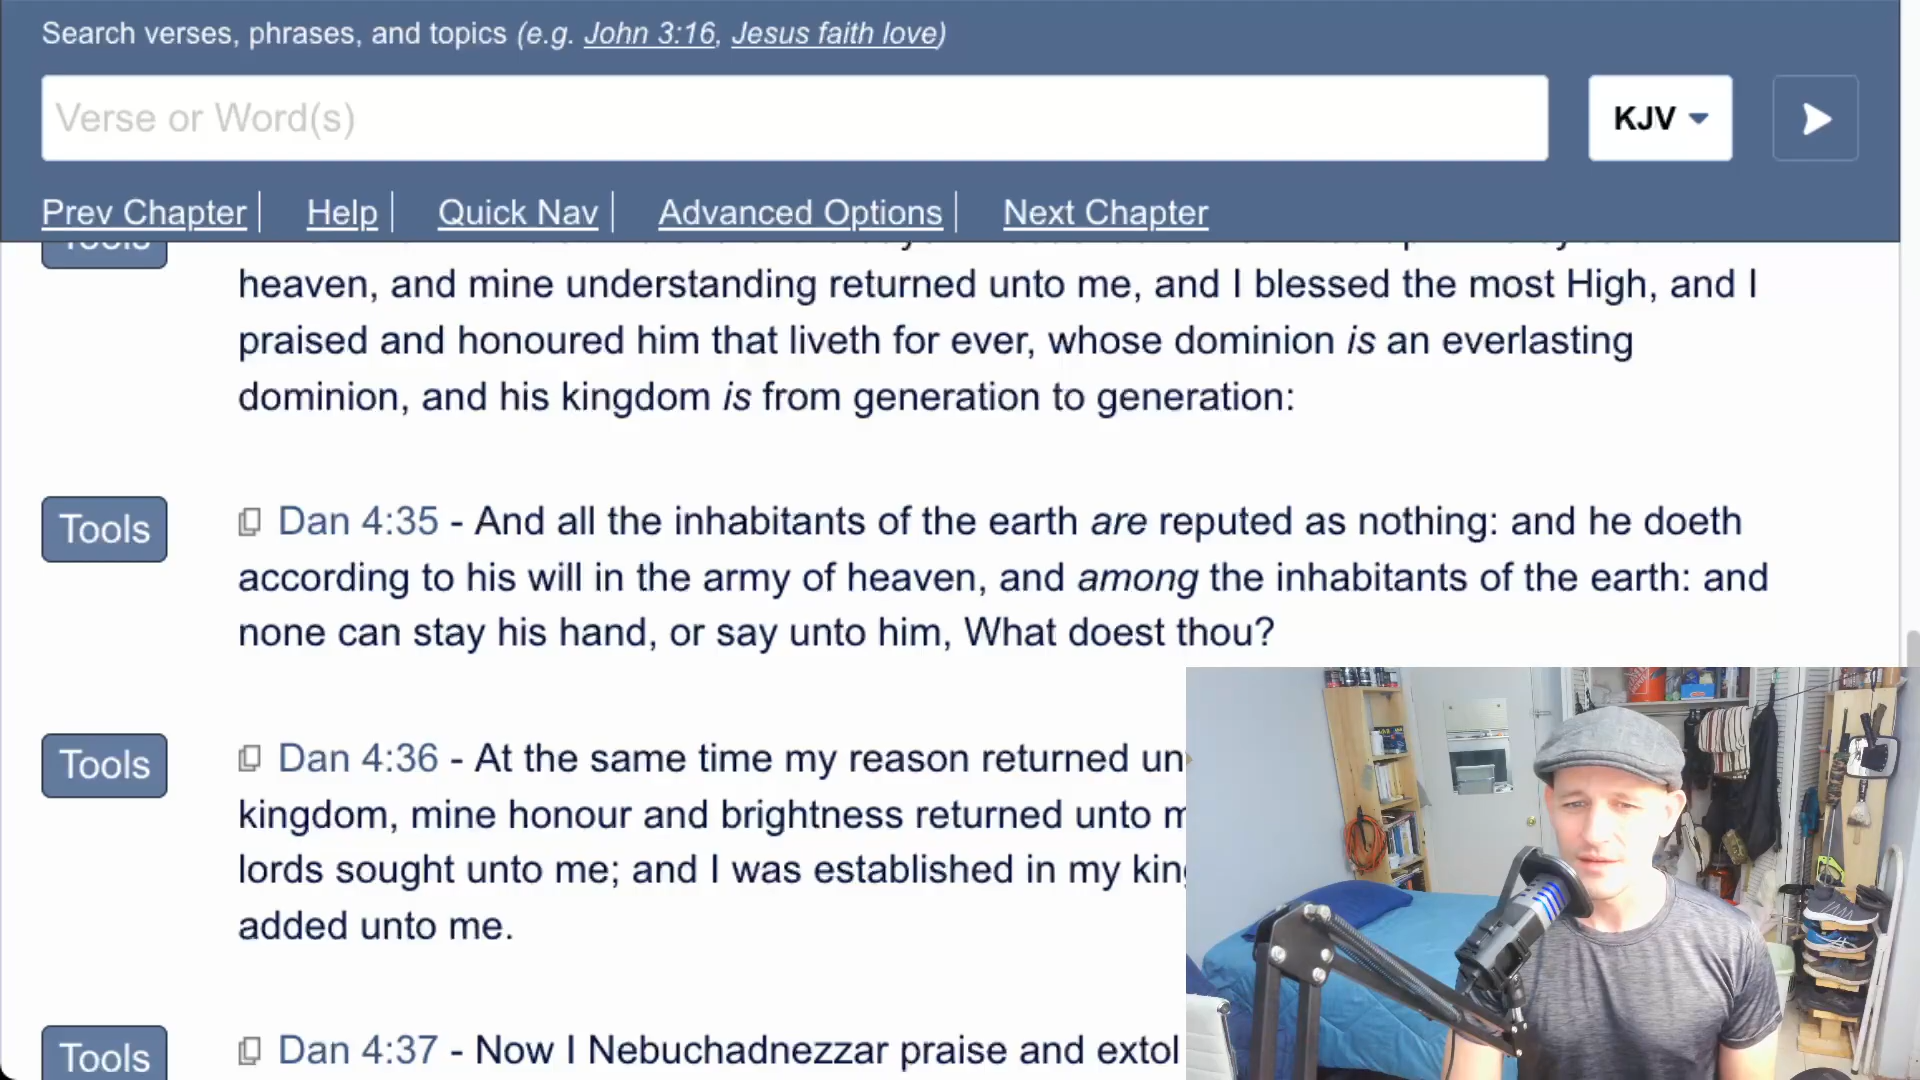 Search verses, phrases, and topics (e.g. John 3:16, Jesus faith love)
Verse or Word(s)
KJV
Prev Chapter
Help
Quick Nav
Advanced Options
Next Chapter
Tools
heaven, and mine understanding returned unto me, and I blessed the most High, and I
praised and honoured him that liveth for ever, whose dominion is an everlasting
dominion, and his kingdom is from generation to generation:
Tools
Dan 4:35 - And all the inhabitants of the earth are reputed as nothing: and he doeth
according to his will in the army of heaven, and among the inhabitants of the earth: and
none can stay his hand, or say unto him, What doest thou?
Tools
Dan 4:36 - At the same time my reason returned un
kingdom, mine honour and brightness returned unto m
lords sought unto me; and I was established in my king
added unto me.
Tools
Dan 4:37 - Now I Nebuchadnezzar praise and extol